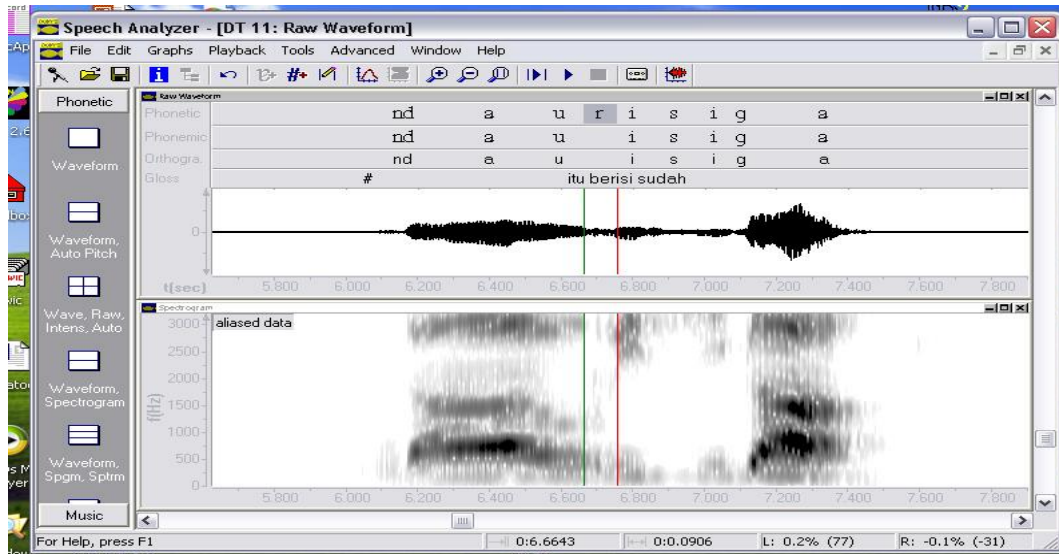 Speech Analyzer - [DT 11: Raw Waveform]
File Edit Graphs Playback Tools Advanced Window Help
Phonetic
Waveform
Waveform, Auto Pitch
Wave, Raw, Intens, Auto
Waveform, Spectrogram
Waveform, Spgm, Sptrm
Music
Raw Waveform
Phonetic nd a u r i s i g a
Phonemic nd a u i s i g a
Orthogra. nd a u i s i g a
Gloss # itu berisi sudah
0
t(sec) 5.800 6.000 6.200 6.400 6.600 6.800 7.000 7.200 7.400 7.600 7.800
Spectrogram
aliased data
3000
2500
2000
1500
1000
500
0
f(Hz)
5.800 6.000 6.200 6.400 6.600 6.800 7.000 7.200 7.400 7.600 7.800
For Help, press F1 0:6.6643 0:0.0906 L: 0.2% (77) R: -0.1% (-31)